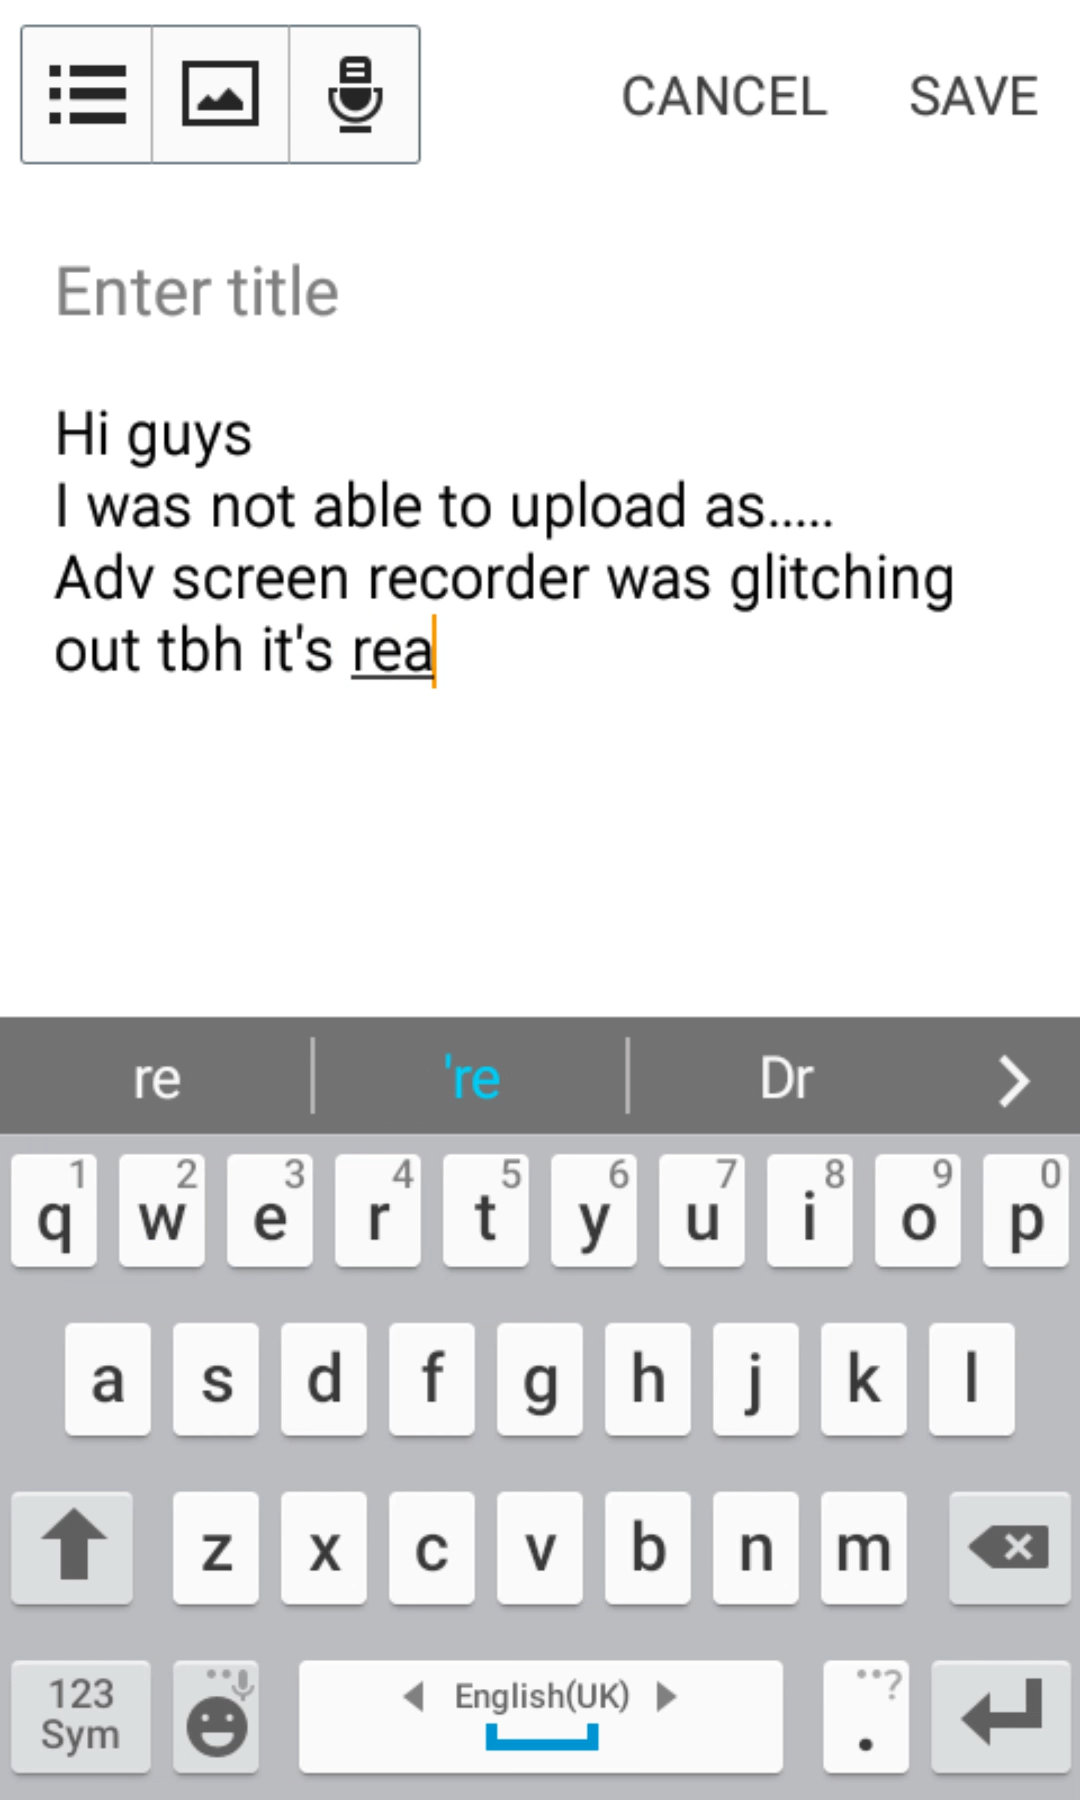 CANCEL SAVE
Enter title
Hi guys
I was not able to upload as.....
Adv screen recorder was glitching
out tbh it's rea
re 're Dr
1 2 3 4 5 6 7 8 9 0
q w e r t y u i o p
a s d f g h j k l
z x c v b n m
123
Sym
English(UK)
?
.